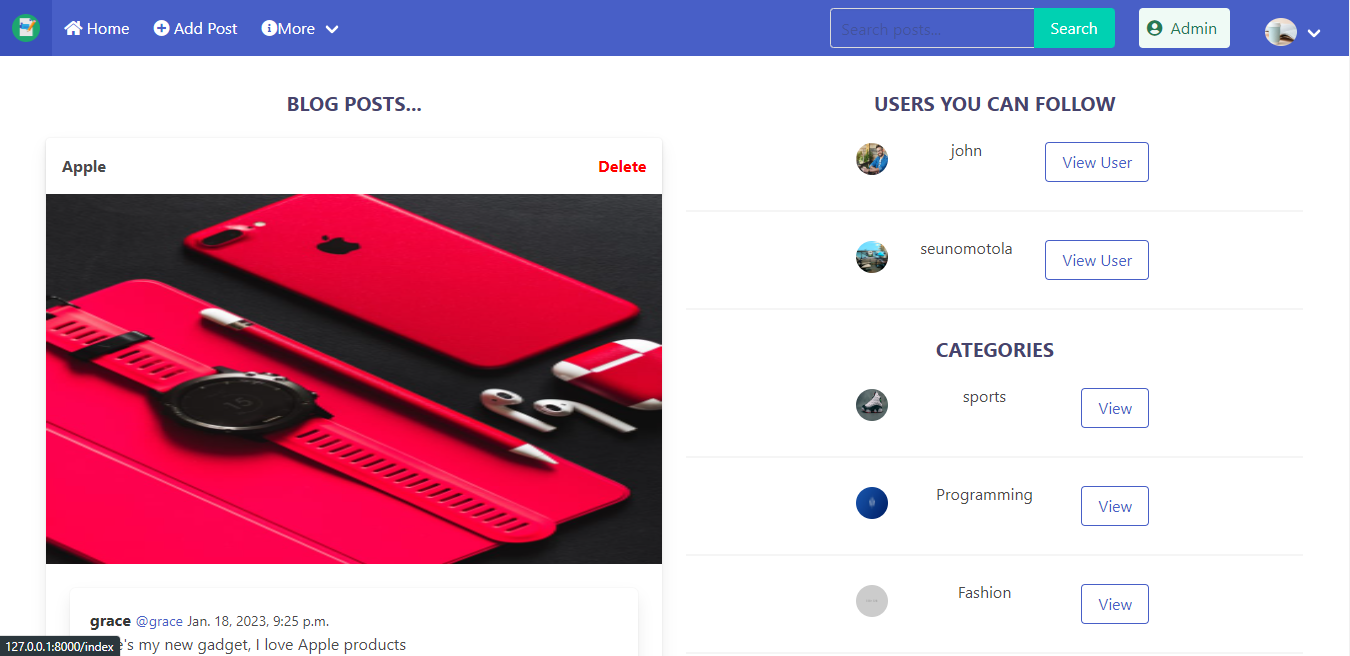 Home
Add Post
More
Search posts...
Search
Admin
BLOG POSTS...
Apple
Delete
grace @grace Jan. 18, 2023, 9:25 p.m.
my new gadget, I love Apple products
127.0.0.1:8000/index
USERS YOU CAN FOLLOW
john
View User
seunomotola
View User
CATEGORIES
sports
View
Programming
View
Fashion
View